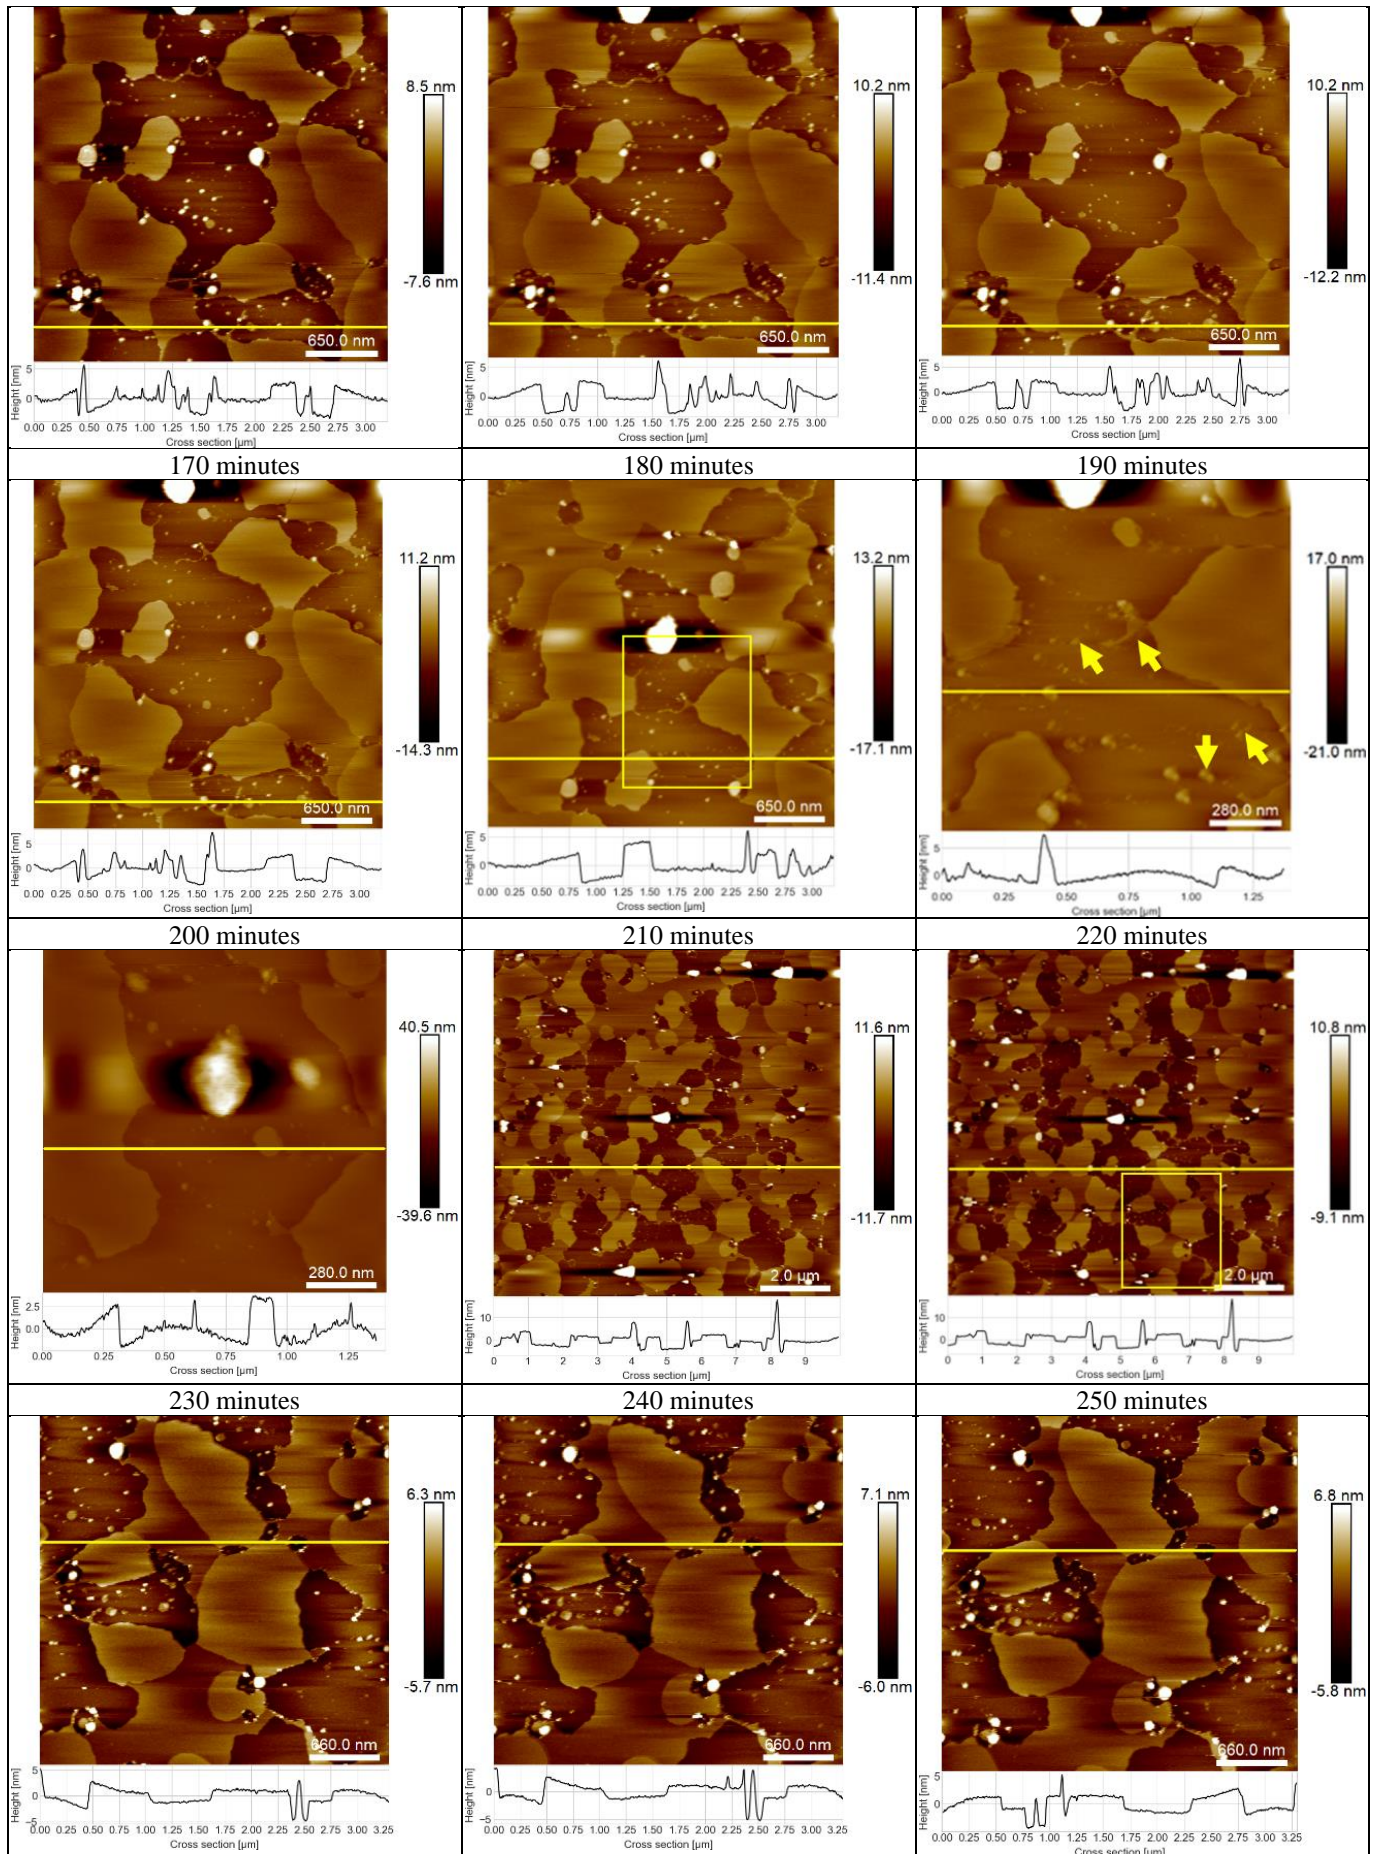 8.5 nm
-7.6 nm
650.0 nm
Height [nm]
5
0
0.00 0.25 0.50 0.75 1.00 1.25 1.50 1.75 2.00 2.25 2.50 2.75 3.00
Cross section [µm]
10.2 nm
-11.4 nm
650.0 nm
Height [nm]
5
0
0.00 0.25 0.50 0.75 1.00 1.25 1.50 1.75 2.00 2.25 2.50 2.75 3.00
Cross section [µm]
10.2 nm
-12.2 nm
650.0 nm
Height [nm]
5
0
0.00 0.25 0.50 0.75 1.00 1.25 1.50 1.75 2.00 2.25 2.50 2.75 3.00
Cross section [µm]
170 minutes
180 minutes
190 minutes
11.2 nm
-14.3 nm
650.0 nm
Height [nm]
5
0
0.00 0.25 0.50 0.75 1.00 1.25 1.50 1.75 2.00 2.25 2.50 2.75 3.00
Cross section [µm]
13.2 nm
-17.1 nm
650.0 nm
Height [nm]
5
0
0.00 0.25 0.50 0.75 1.00 1.25 1.50 1.75 2.00 2.25 2.50 2.75 3.00
Cross section [µm]
17.0 nm
-21.0 nm
280.0 nm
Height [nm]
5
0
0.00 0.25 0.50 0.75 1.00 1.25
Cross section [µm]
200 minutes
210 minutes
220 minutes
40.5 nm
-39.6 nm
280.0 nm
Height [nm]
2.5
0.0
0.00 0.25 0.50 0.75 1.00 1.25
Cross section [µm]
11.6 nm
-11.7 nm
2.0 µm
Height [nm]
10
0
0 1 2 3 4 5 6 7 8 9
Cross section [µm]
10.8 nm
-9.1 nm
2.0 µm
Height [nm]
10
0
0 1 2 3 4 5 6 7 8 9
Cross section [µm]
230 minutes
240 minutes
250 minutes
6.3 nm
-5.7 nm
660.0 nm
Height [nm]
5
0
-5
0.00 0.25 0.50 0.75 1.00 1.25 1.50 1.75 2.00 2.25 2.50 2.75 3.00 3.25
Cross section [µm]
7.1 nm
-6.0 nm
660.0 nm
Height [nm]
0
-5
0.00 0.25 0.50 0.75 1.00 1.25 1.50 1.75 2.00 2.25 2.50 2.75 3.00 3.25
Cross section [µm]
6.8 nm
-5.8 nm
660.0 nm
Height [nm]
5
0
0.00 0.25 0.50 0.75 1.00 1.25 1.50 1.75 2.00 2.25 2.50 2.75 3.00 3.25
Cross section [µm]